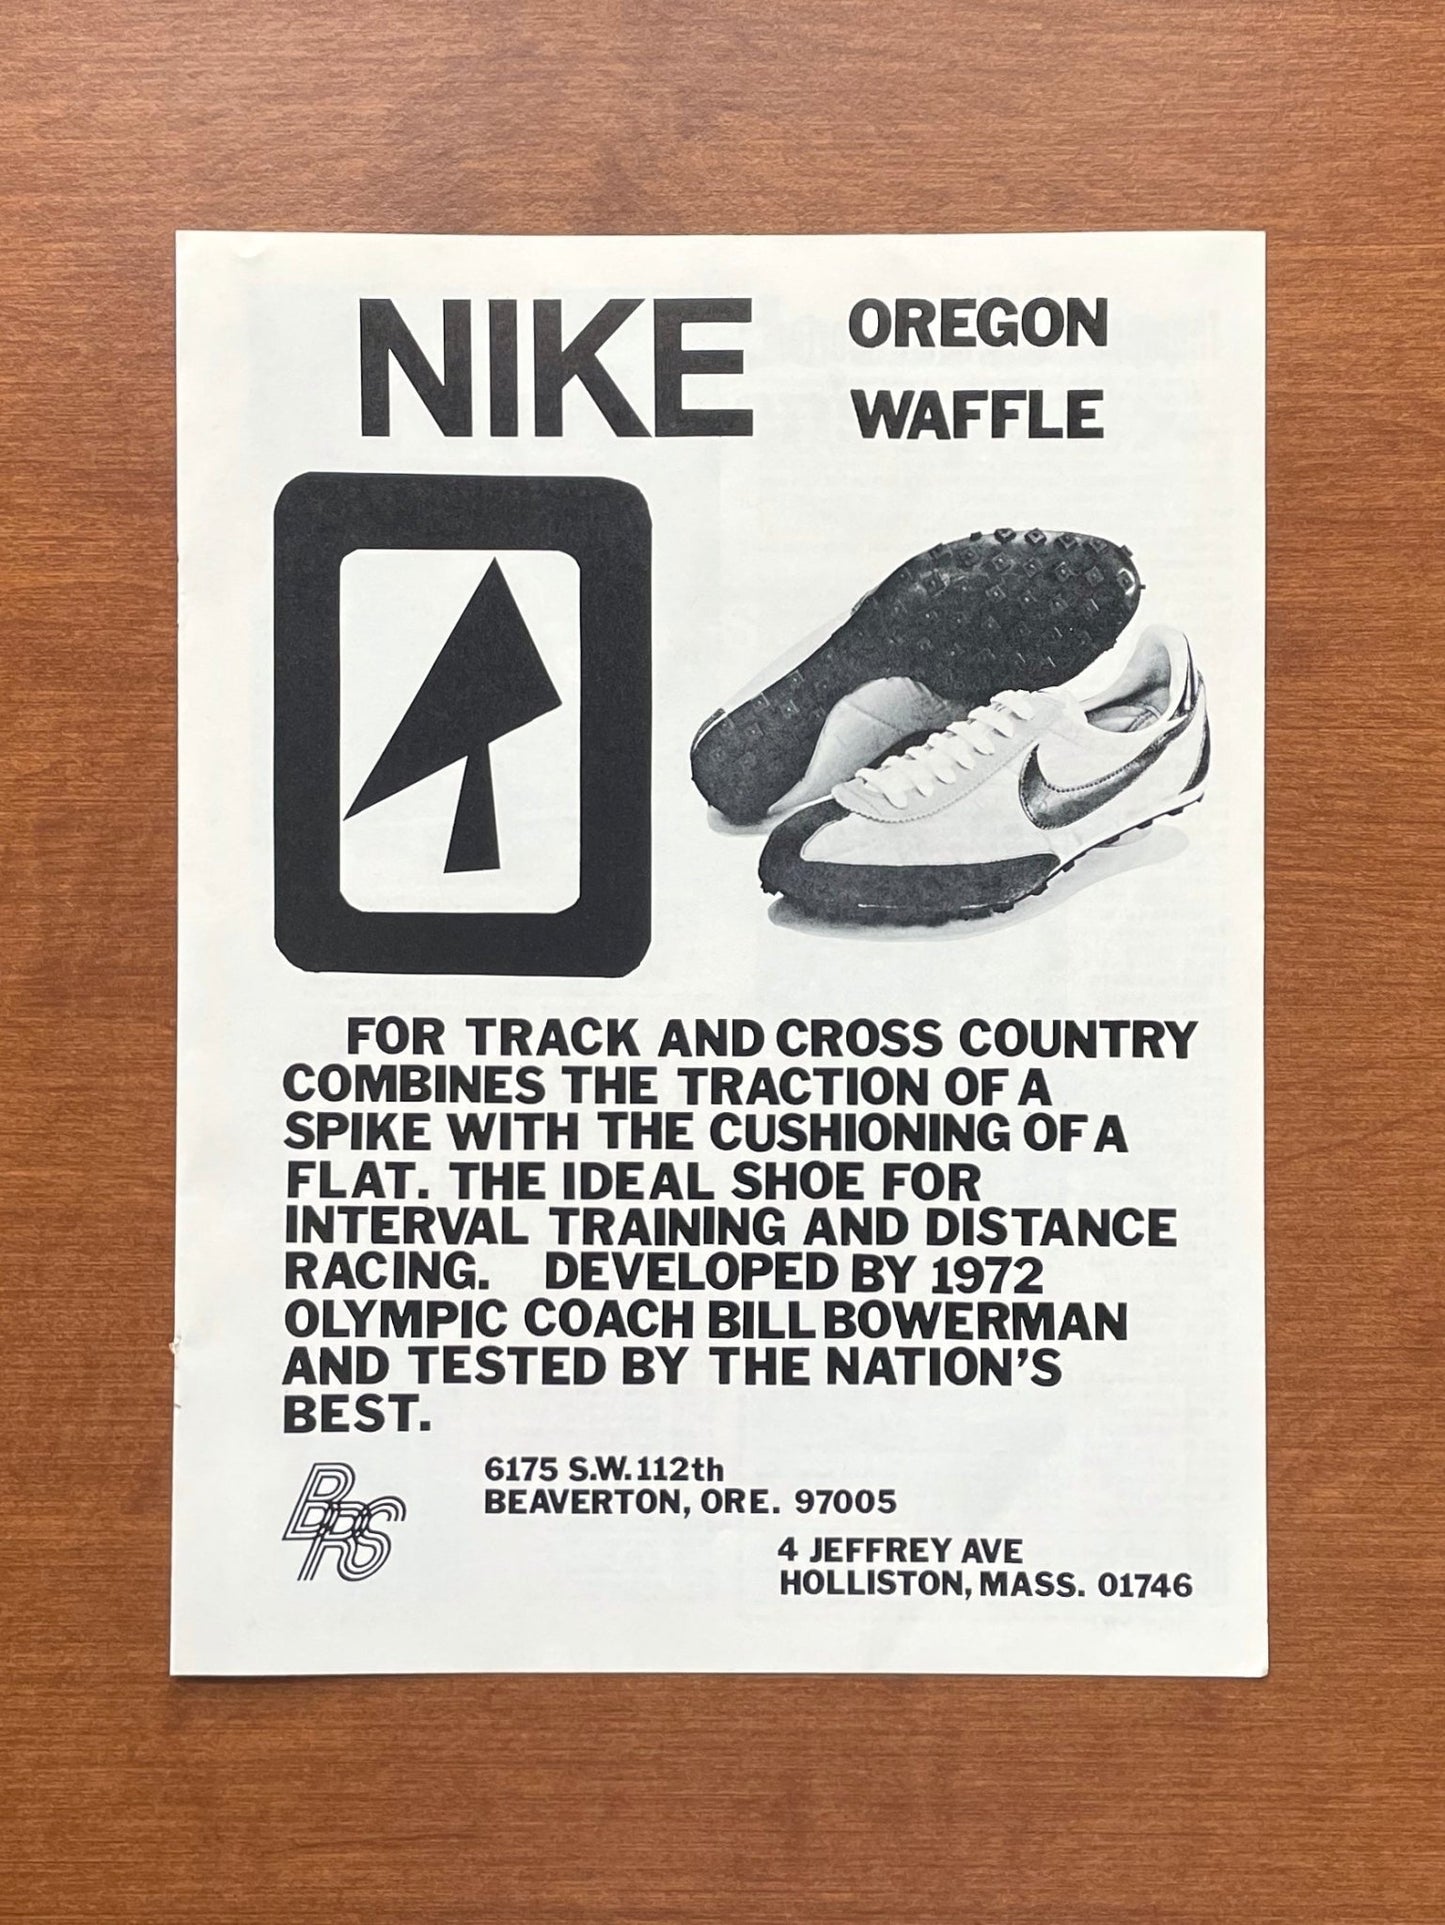 NIKE
OREGON
WAFFLE
FOR TRACK AND CROSS COUNTRY
COMBINES THE TRACTION OF A
SPIKE WITH THE CUSHIONING OF A
FLAT. THE IDEAL SHOE FOR
INTERVAL TRAINING AND DISTANCE
RACING. DEVELOPED BY 1972
OLYMPIC COACH BILL BOWERMAN
AND TESTED BY THE NATION'S
BEST.
BRS
6175 S.W. 112th
BEAVERTON, ORE. 97005
4 JEFFREY AVE
HOLLISTON, MASS. 01746